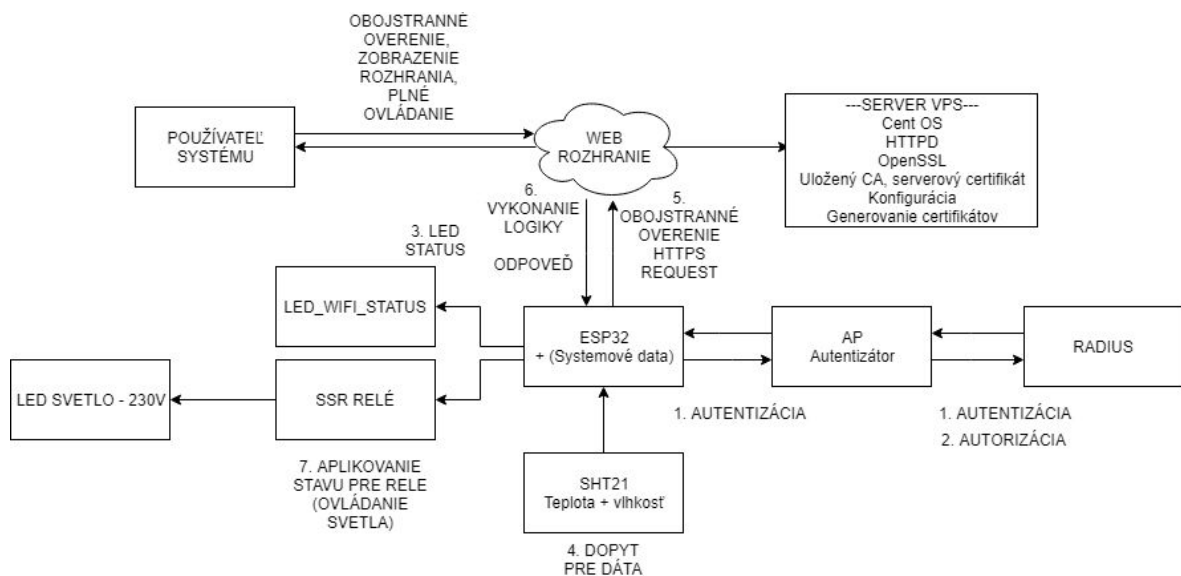 OBOJSTRANNÉ
OVERENIE,
ZOBRAZENIE
ROZHRANIA,
PLNÉ
OVLÁDANIE
POUŽÍVATEĽ
SYSTÉMU
WEB
ROZHRANIE
---SERVER VPS---
Cent OS
HTTPD
OpenSSL
Uložený CA, serverový certifikát
Konfigurácia
Generovanie certifikátov
6.
VYKONANIE
LOGIKY
ODPOVEĎ
5.
OBOJSTRANNÉ
OVERENIE
HTTPS
REQUEST
3. LED
STATUS
LED_WIFI_STATUS
ESP32
+ (Systemové data)
AP
Autentizátor
RADIUS
LED SVETLO - 230V
SSR RELÉ
1. AUTENTIZÁCIA
1. AUTENTIZÁCIA
2. AUTORIZÁCIA
7. APLIKOVANIE
STAVU PRE RELE
(OVLÁDANIE
SVETLA)
SHT21
Teplota + vlhkosť
4. DOPYT
PRE DÁTA